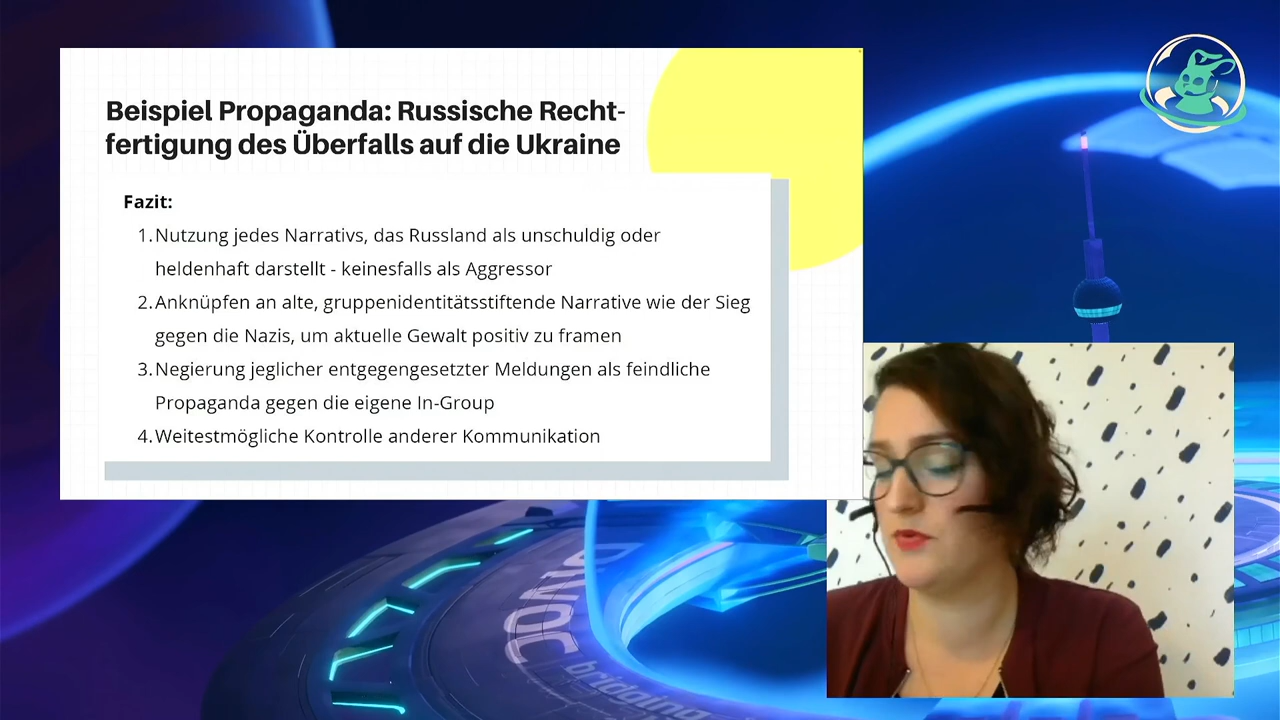 Beispiel Propaganda: Russische Recht-
fertigung des Überfalls auf die Ukraine
Fazit:
1. Nutzung jedes Narrativs, das Russland als unschuldig oder
heldenhaft darstellt - keinesfalls als Aggressor
2. Anknüpfen an alte, gruppenidentitätsstiftende Narrative wie der Sieg
gegen die Nazis, um aktuelle Gewalt positiv zu framen
3. Negierung jeglicher entgegengesetzter Meldungen als feindliche
Propaganda gegen die eigene In-Group
4. Weitestmögliche Kontrolle anderer Kommunikation
bridging